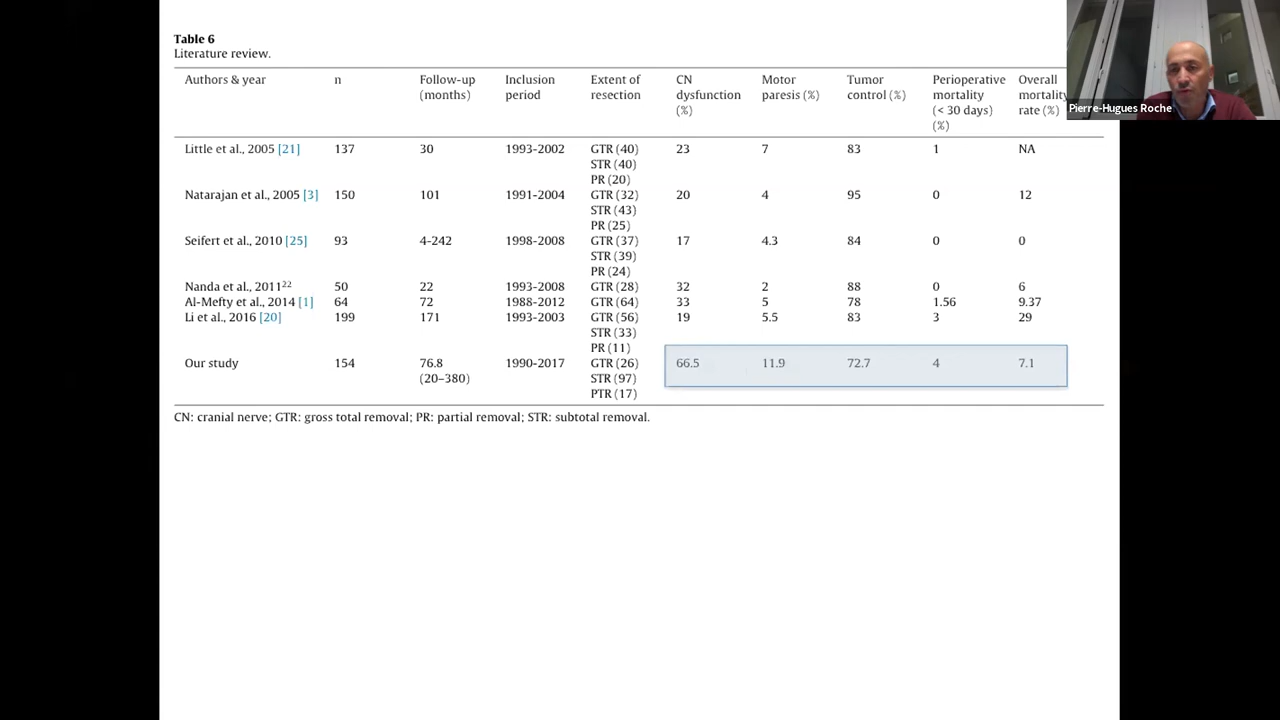 Table 6
Literature review.
Authors & year n Follow-up (months) Inclusion period Extent of resection CN dysfunction (%) Motor paresis (%) Tumor control (%) Perioperative mortality (< 30 days) (%) Overall mortality rate (%)
Little et al., 2005 [21] 137 30 1993-2002 GTR (40) 23 7 83 1 NA
STR (40)
PR (20)
Natarajan et al., 2005 [3] 150 101 1991-2004 GTR (32) 20 4 95 0 12
STR (43)
PR (25)
Seifert et al., 2010 [25] 93 4-242 1998-2008 GTR (37) 17 4.3 84 0 0
STR (39)
PR (24)
Nanda et al., 2011²² 50 22 1993-2008 GTR (28) 32 2 88 0 6
Al-Mefty et al., 2014 [1] 64 72 1988-2012 GTR (64) 33 5 78 1.56 9.37
Li et al., 2016 [20] 199 171 1993-2003 GTR (56) 19 5.5 83 3 29
STR (33)
PR (11)
Our study 154 76.8 1990-2017 GTR (26) 66.5 11.9 72.7 4 7.1
(20–380) STR (97)
PTR (17)
CN: cranial nerve; GTR: gross total removal; PR: partial removal; STR: subtotal removal.
Pierre-Hugues Roche